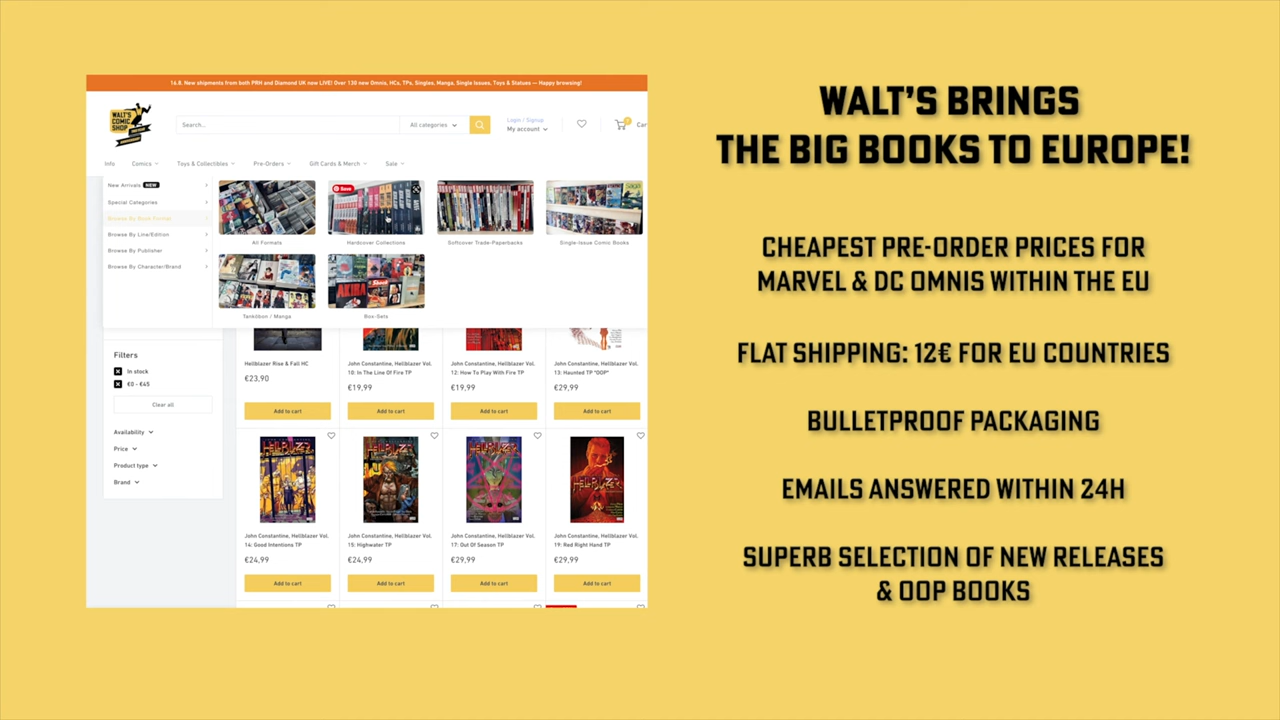 16.8. New shipments from both PRH and Diamond UK now LIVE! Over 130 new Omnis, HCs, TPs, Singles, Manga, Single Issues, Toys & Statues — Happy browsing!
WALT'S
COMIC
SHOP
Search...
All categories
Login / Signup
My account
Car
Info
Comics
Toys & Collectibles
Pre-Orders
Gift Cards & Merch
Sale
New Arrivals NEW
Special Categories
Browse By Book Format
Browse By Line/Edition
Browse By Publisher
Browse By Character/Brand
Save
All Formats
Hardcover Collections
Softcover Trade-Paperbacks
Single-Issue Comic Books
Tankōbon / Manga
Box-Sets
Filters
In stock
€0 - €45
Clear all
Availability
Price
Product type
Brand
Hellblazer Rise & Fall HC
€23,90
Add to cart
John Constantine, Hellblazer Vol.
10: In The Line Of Fire TP
€19,99
Add to cart
John Constantine, Hellblazer Vol.
12: How To Play With Fire TP
€19,99
Add to cart
John Constantine, Hellblazer Vol.
13: Haunted TP *OOP*
€29,99
Add to cart
HELLBLAZER
John Constantine, Hellblazer Vol.
14: Good Intentions TP
€24,99
Add to cart
HELLBLAZER
John Constantine, Hellblazer Vol.
15: Highwater TP
€24,99
Add to cart
HELLBLAZER
John Constantine, Hellblazer Vol.
17: Out Of Season TP
€29,99
Add to cart
HELLBLAZER
John Constantine, Hellblazer Vol.
19: Red Right Hand TP
€29,99
Add to cart
WALT'S BRINGS
THE BIG BOOKS TO EUROPE!
CHEAPEST PRE-ORDER PRICES FOR
MARVEL & DC OMNIS WITHIN THE EU
FLAT SHIPPING: 12€ FOR EU COUNTRIES
BULLETPROOF PACKAGING
EMAILS ANSWERED WITHIN 24H
SUPERB SELECTION OF NEW RELEASES
& OOP BOOKS